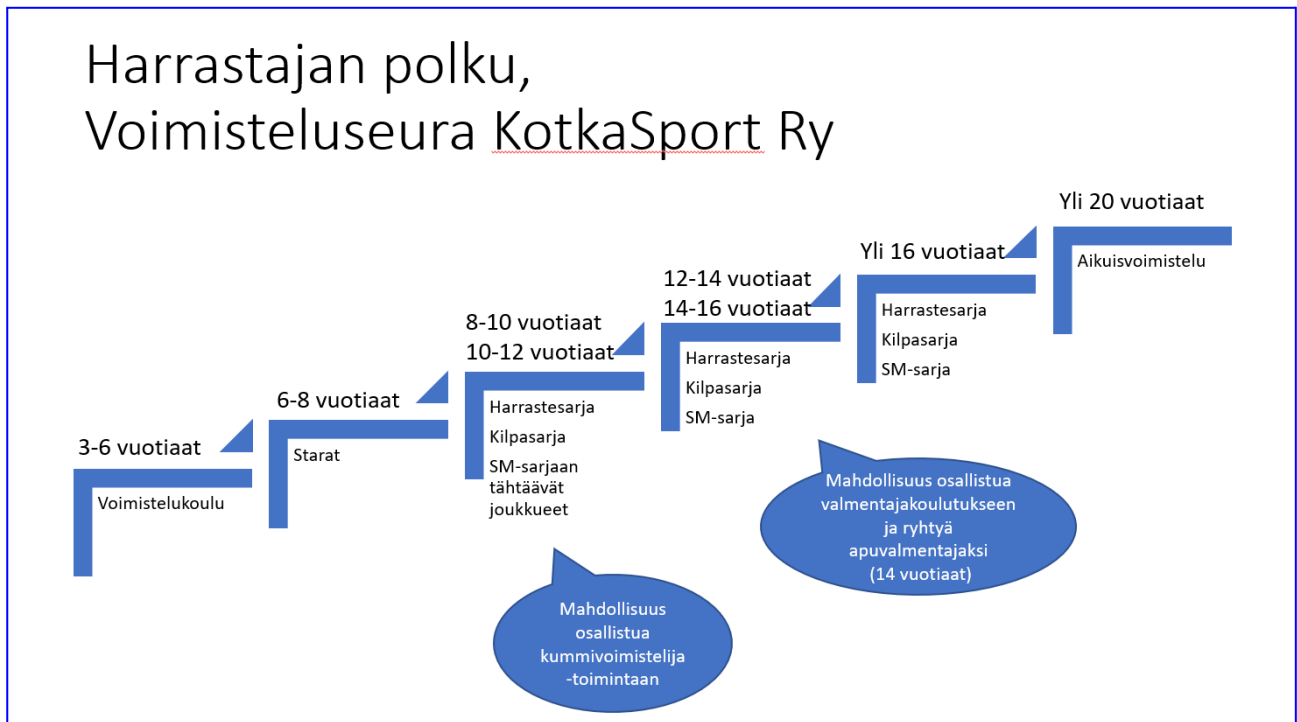 Harrastajan polku,
Voimisteluseura KotkaSport Ry
3-6 vuotiaat
Voimistelukoulu
6-8 vuotiaat
Starat
8-10 vuotiaat
10-12 vuotiaat
Harrastesarja
Kilpasarja
SM-sarjaan
tähtäävät
joukkueet
12-14 vuotiaat
14-16 vuotiaat
Harrastesarja
Kilpasarja
SM-sarja
Yli 16 vuotiaat
Harrastesarja
Kilpasarja
SM-sarja
Yli 20 vuotiaat
Aikuisvoimistelu
Mahdollisuus
osallistua
kummivoimistelija
-toimintaan
Mahdollisuus osallistua
valmentajakoulutukseen
ja ryhtyä
apuvalmentajaksi
(14 vuotiaat)